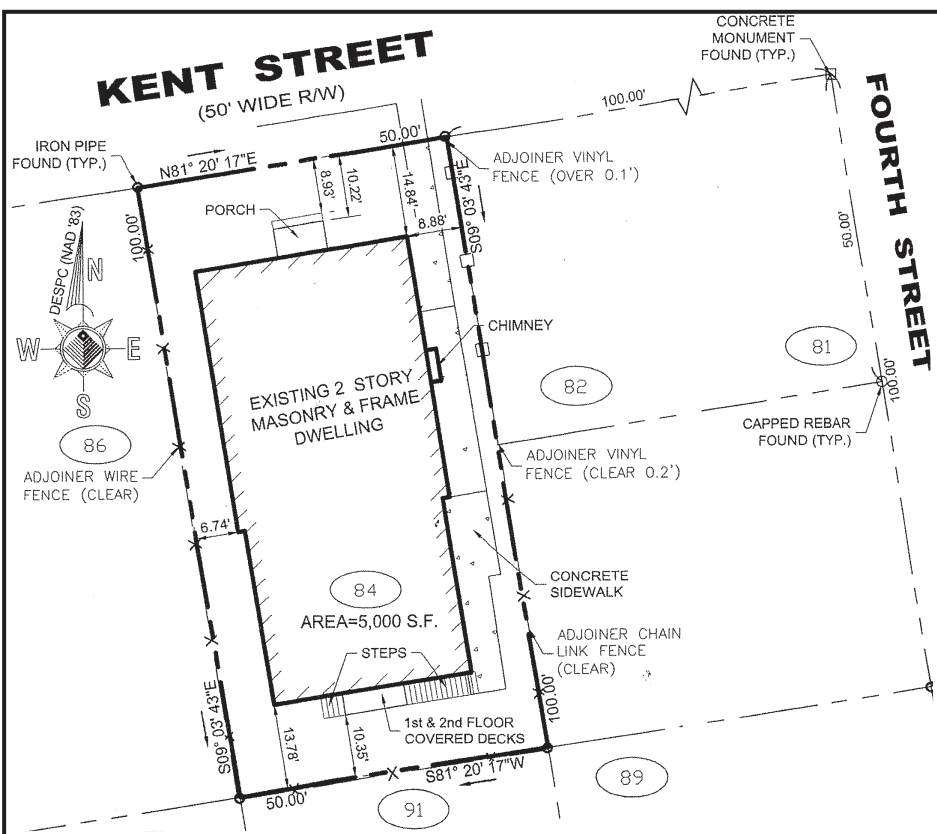 KENT STREET
(50' WIDE R/W)
CONCRETE
MONUMENT
FOUND (TYP.)
FOURTH STREET
IRON PIPE
FOUND (TYP.)
N81° 20' 17"E
50.00'
100.00'
ADJOINER VINYL
FENCE (OVER 0.1')
PORCH
8.93'
10.22'
14.84'
8.88'
S09° 03' 43"E
100.00'
50.00'
DESPC (NAD '83)
N
W
E
S
CHIMNEY
81
82
EXISTING 2 STORY
MASONRY & FRAME
DWELLING
86
ADJOINER WIRE
FENCE (CLEAR)
CAPPED REBAR
FOUND (TYP.)
100.00'
ADJOINER VINYL
FENCE (CLEAR 0.2')
6.74'
84
AREA=5,000 S.F.
CONCRETE
SIDEWALK
STEPS
ADJOINER CHAIN
LINK FENCE
(CLEAR)
S09° 03' 43"E
13.78'
10.35'
1st & 2nd FLOOR
COVERED DECKS
100.00'
50.00'
S81° 20' 17"W
91
89